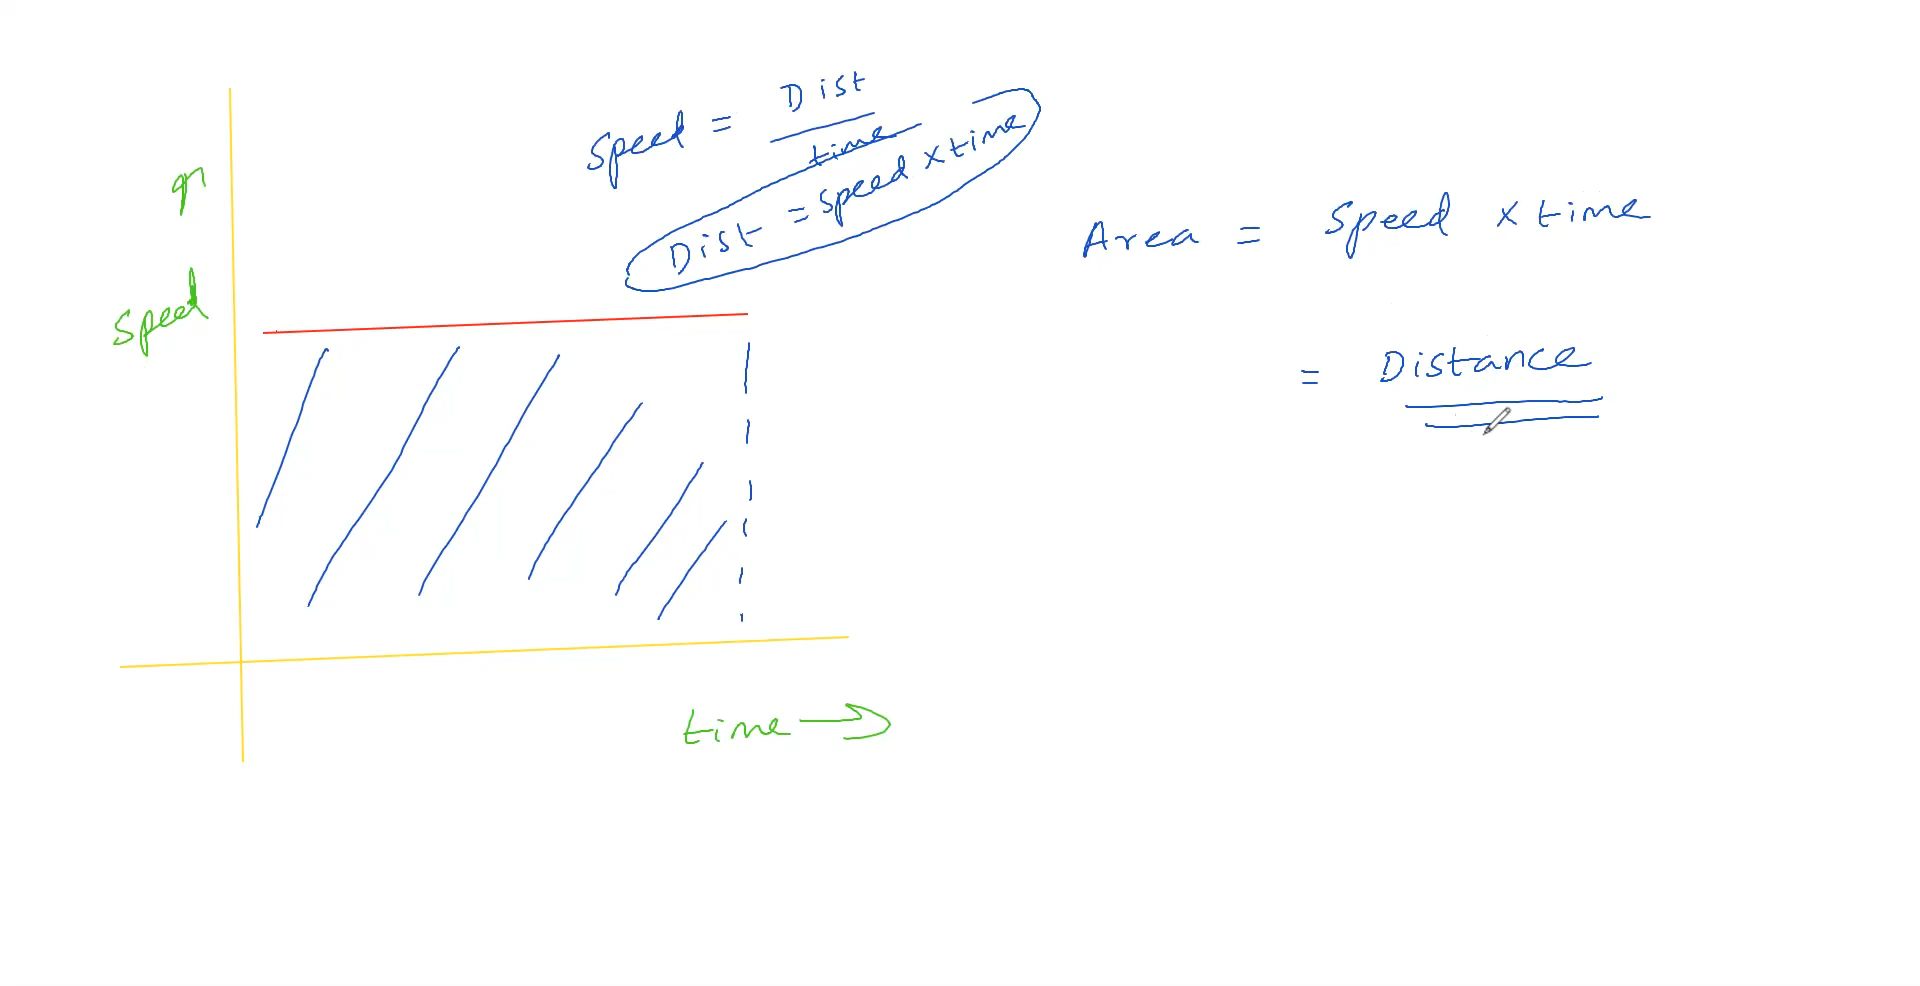 Speed = Dist
time
Dist = speed × time
Area = Speed × time
= Distance
Speed
time →